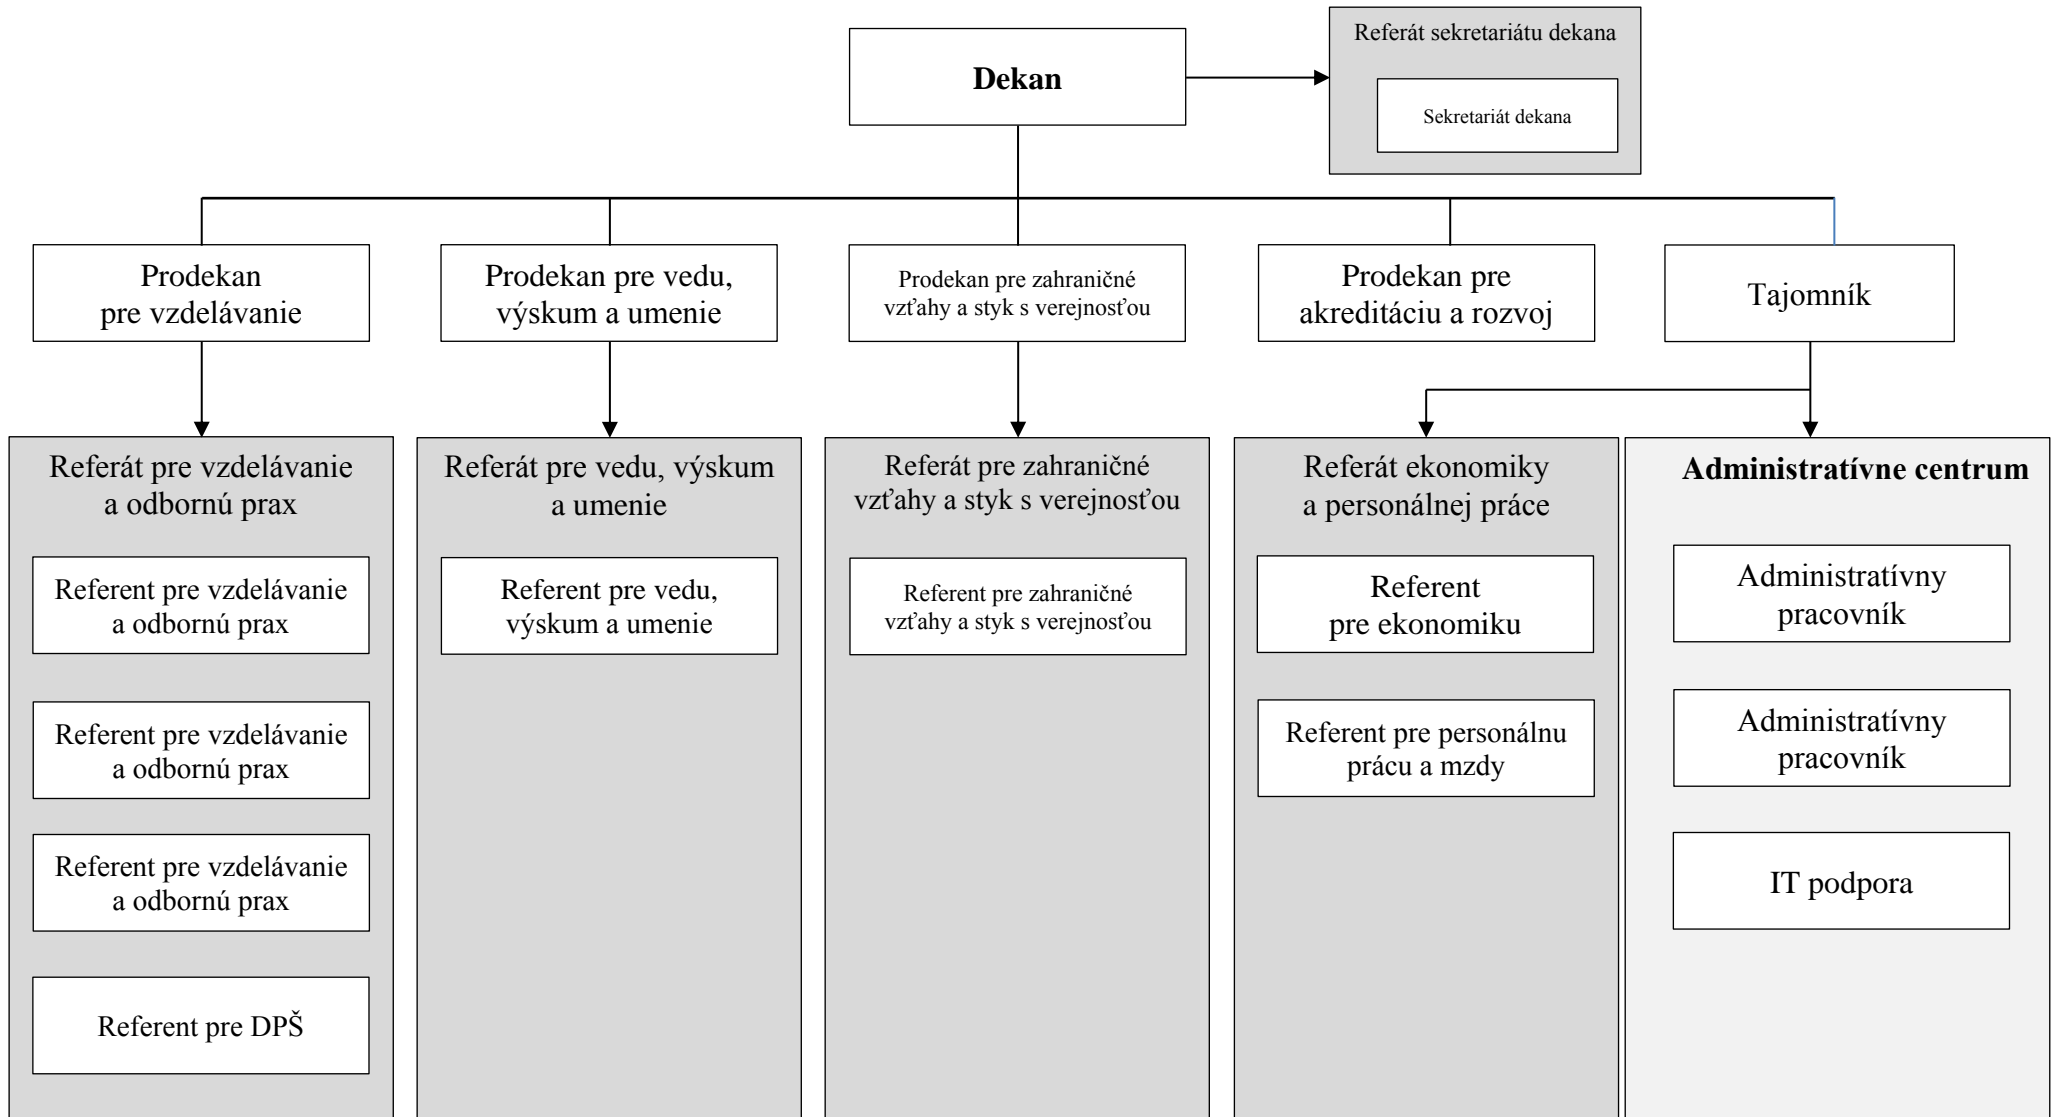 Dekan
Referát sekretariátu dekana
Sekretariát dekana
Prodekan
pre vzdelávanie
Prodekan pre vedu,
výskum a umenie
Prodekan pre zahraničné
vzťahy a styk s verejnosťou
Prodekan pre
akreditáciu a rozvoj
Tajomník
Referát pre vzdelávanie
a odbornú prax
Referent pre vzdelávanie
a odbornú prax
Referent pre vzdelávanie
a odbornú prax
Referent pre vzdelávanie
a odbornú prax
Referent pre DPŠ
Referát pre vedu, výskum
a umenie
Referent pre vedu,
výskum a umenie
Referát pre zahraničné
vzťahy a styk s verejnosťou
Referent pre zahraničné
vzťahy a styk s verejnosťou
Referát ekonomiky
a personálnej práce
Referent
pre ekonomiku
Referent pre personálnu
prácu a mzdy
Administratívne centrum
Administratívny
pracovník
Administratívny
pracovník
IT podpora